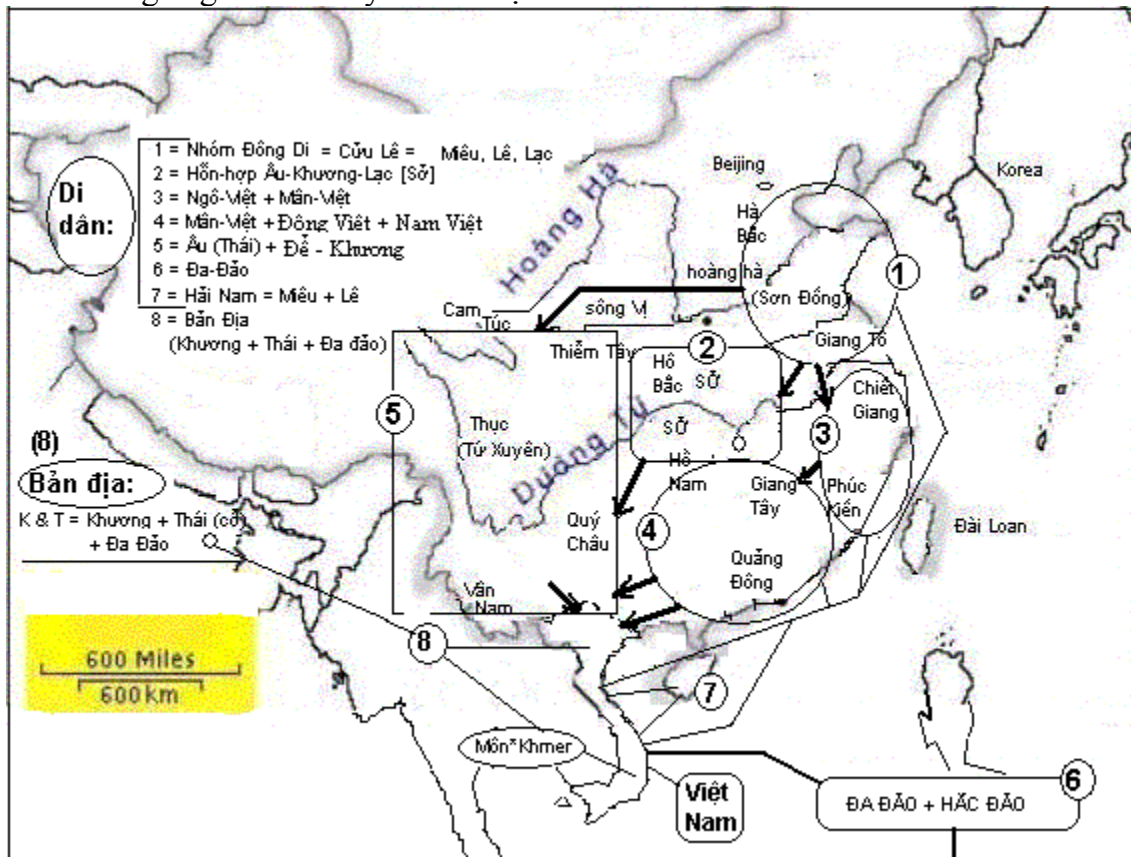 1 = Nhóm Đông Di = Cửu Lê = Miêu, Lê, Lạc
2 = Hỗn-hợp Âu-Khương-Lạc [Sở]
3 = Ngô-Việt + Mân-Việt
4 = Mân-Việt + Đông Việt + Nam Việt
5 = Âu (Thái) + Đê - Khương
6 = Đa-Đảo
7 = Hải Nam = Miêu + Lê
8 = Bản Địa
(Khương + Thái + Đa đảo)
Di
dân:
Hoàng Hà
Beijing
Korea
Hà
Bắc
hoàng hà
1
(Sơn Đông)
Cam
Túc
sông Vị
Giang Tô
Thiểm Tây
2
Hồ
Bắc
SỞ
Chiết
Giang
5
Thục
(Tứ Xuyên)
Dương Tự
SỞ
3
(8)
Bản địa:
K & T = Khương + Thái (cổ)
+ Đa Đảo
Hồ
Nam
Giang
Tây
Phúc
Kiến
Quý
Châu
4
Đài Loan
Quảng
Đông
Vân
Nam
8
600 Miles
600 km
7
Môn*Khmer
Việt
Nam
ĐA ĐẢO + HẮC ĐẢO
6